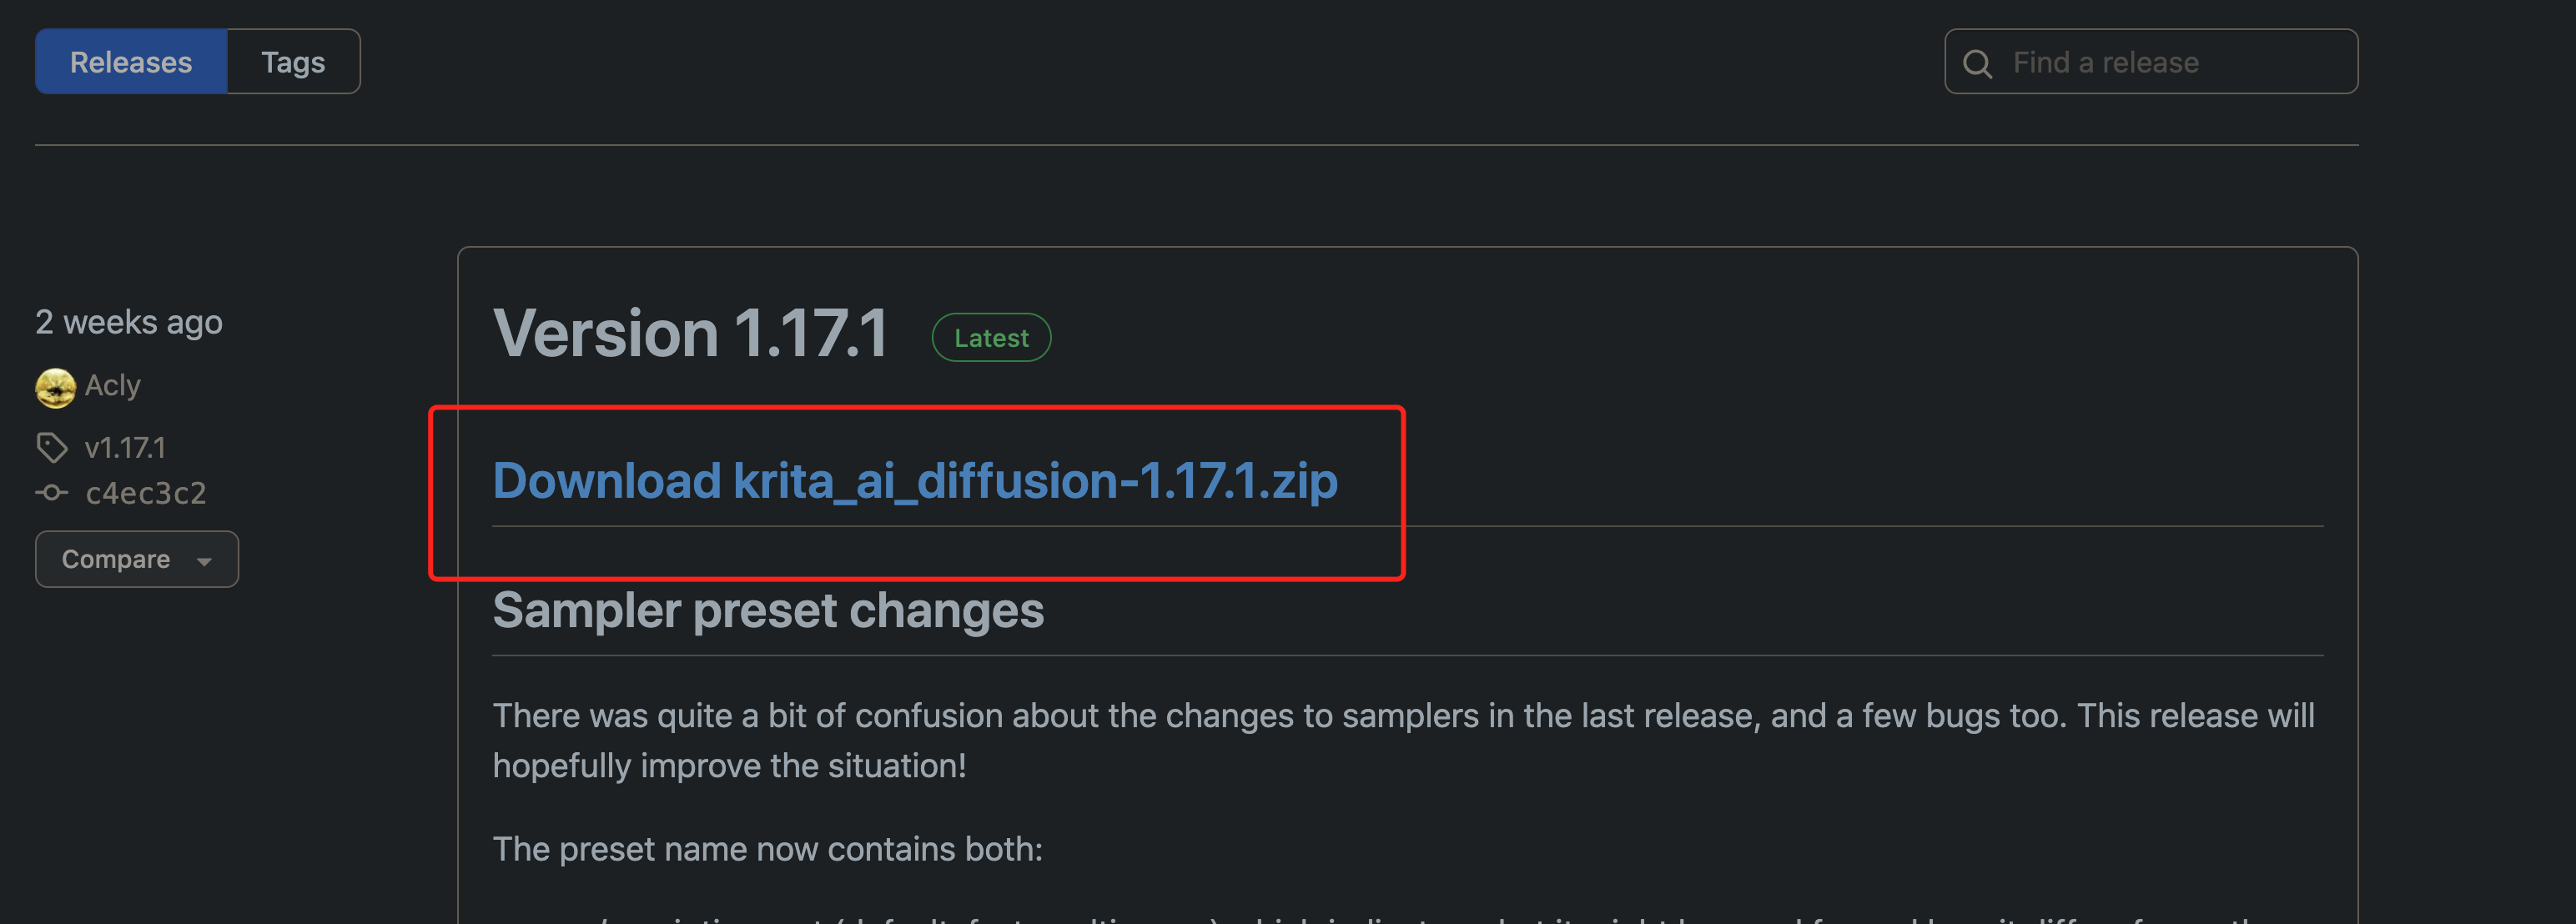 Releases
Tags
Find a release
2 weeks ago
Acly
v1.17.1
c4ec3c2
Compare
Version 1.17.1
Latest
Download krita_ai_diffusion-1.17.1.zip
Sampler preset changes
There was quite a bit of confusion about the changes to samplers in the last release, and a few bugs too. This release will
hopefully improve the situation!
The preset name now contains both: